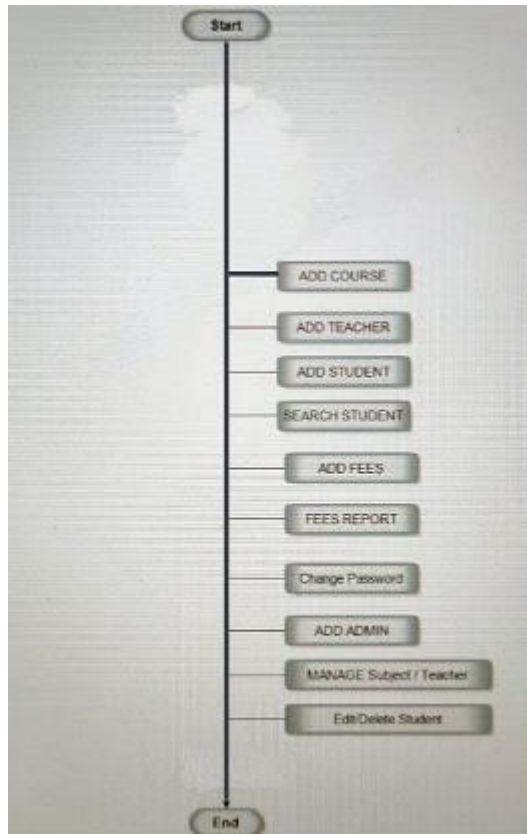 Start
ADD COURSE
ADD TEACHER
ADD STUDENT
SEARCH STUDENT
ADD FEES
FEES REPORT
Change Password
ADD ADMIN
MANAGE Subject / Teacher
Edit/Delete Student
End